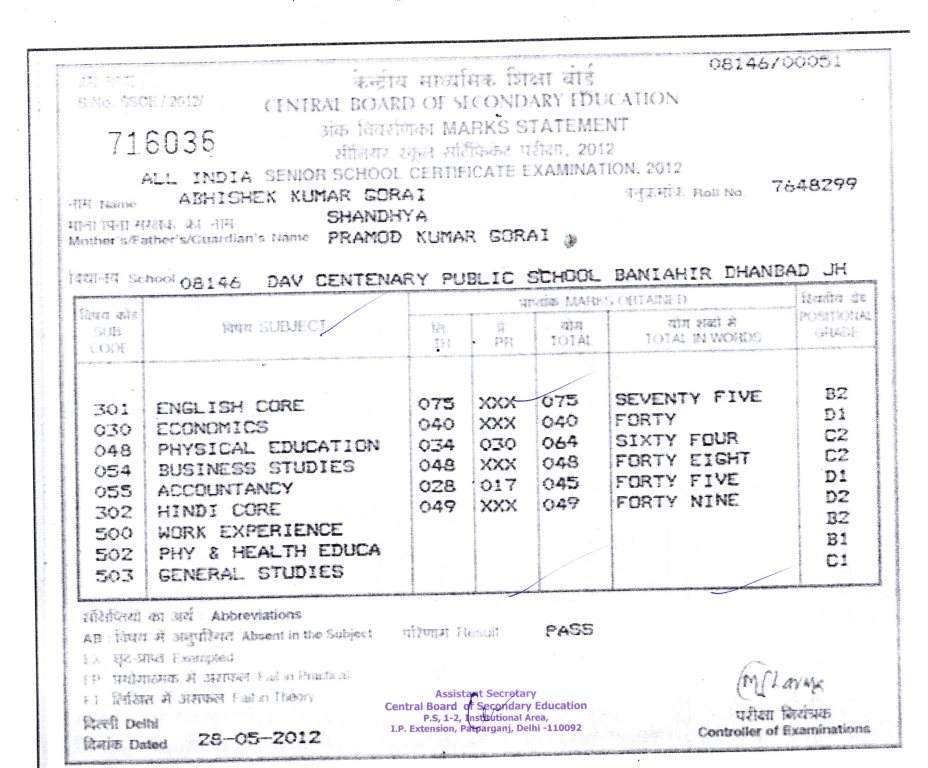 08146/00051
क्रम संख्या /
S.No. SSCE / 2012/
केन्द्रीय माध्यमिक शिक्षा बोर्ड
CENTRAL BOARD OF SECONDARY EDUCATION
716036
अंक विवरणिका MARKS STATEMENT
सीनियर स्कूल सर्टिफिकेट परीक्षा, 2012
ALL INDIA SENIOR SCHOOL CERTIFICATE EXAMINATION, 2012
नाम Name ABHISHEK KUMAR GORAI अनुक्रमांक Roll No. 7648299
माता/पिता/संरक्षक का नाम SHANDHYA
Mother's/Father's/Guardian's Name PRAMOD KUMAR GORAI
विद्यालय School 08146 DAV CENTENARY PUBLIC SCHOOL BANIAHIR DHANBAD JH
प्राप्तांक MARKS OBTAINED
विषय कोड SUB CODE विषय SUBJECT लि TH प्रे PR योग TOTAL योग शब्दों में TOTAL IN WORDS स्थितीय ग्रेड POSITIONAL GRADE
301 ENGLISH CORE 075 XXX 075 SEVENTY FIVE B2
030 ECONOMICS 040 XXX 040 FORTY D1
048 PHYSICAL EDUCATION 034 030 064 SIXTY FOUR C2
054 BUSINESS STUDIES 048 XXX 048 FORTY EIGHT C2
055 ACCOUNTANCY 028 017 045 FORTY FIVE D1
302 HINDI CORE 049 XXX 049 FORTY NINE D2
500 WORK EXPERIENCE B2
502 PHY & HEALTH EDUCA B1
503 GENERAL STUDIES C1
संक्षिप्तियों का अर्थ : Abbreviations
AB : विषय में अनुपस्थित Absent in the Subject परिणाम Result PASS
EX : छूट-प्राप्त Exempted
FP : प्रयोगात्मक में असफल Fail in Practical
FT : लिखित में असफल Fail in Theory
Assistant Secrotary
Central Board of Secondary Education
P.S, 1-2, Institutional Area,
I.P. Extension, Patparganj, Delhi -110092
दिल्ली Delhi
दिनांक Dated 28-05-2012
परीक्षा नियंत्रक
Controller of Examinations